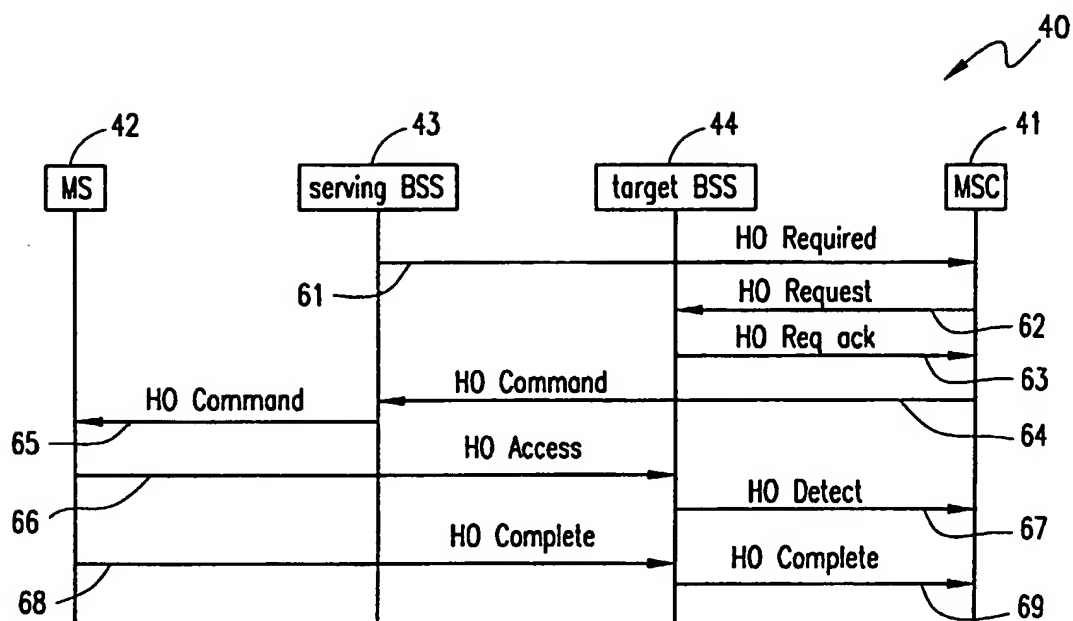 40
42 43 44 41
MS serving BSS target BSS MSC
HO Required
61
HO Request
62
HO Req ack
63
HO Command
64
HO Command
65
HO Access
66
HO Detect
67
HO Complete
68
HO Complete
69